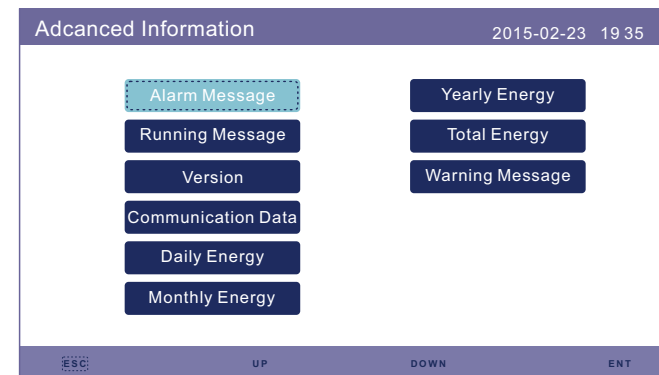 Adcanced Information 2015-02-23 19 35
Alarm Message
Running Message
Version
Communication Data
Daily Energy
Monthly Energy
Yearly Energy
Total Energy
Warning Message
ESC UP DOWN ENT